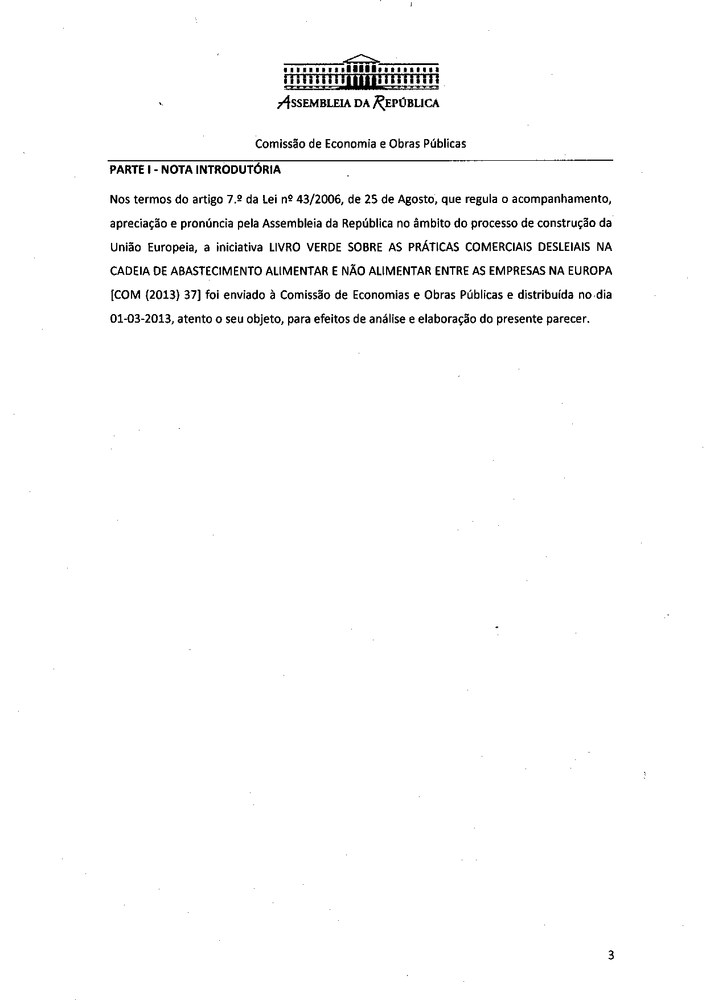 ASSEMBLEIA DA REPÚBLICA
Comissão de Economia e Obras Públicas
PARTE I - NOTA INTRODUTÓRIA
Nos termos do artigo 7.º da Lei nº 43/2006, de 25 de Agosto, que regula o acompanhamento,
apreciação e pronúncia pela Assembleia da República no âmbito do processo de construção da
União Europeia, a iniciativa LIVRO VERDE SOBRE AS PRÁTICAS COMERCIAIS DESLEIAIS NA
CADEIA DE ABASTECIMENTO ALIMENTAR E NÃO ALIMENTAR ENTRE AS EMPRESAS NA EUROPA
[COM (2013) 37] foi enviado à Comissão de Economias e Obras Públicas e distribuída no dia
01-03-2013, atento o seu objeto, para efeitos de análise e elaboração do presente parecer.
3